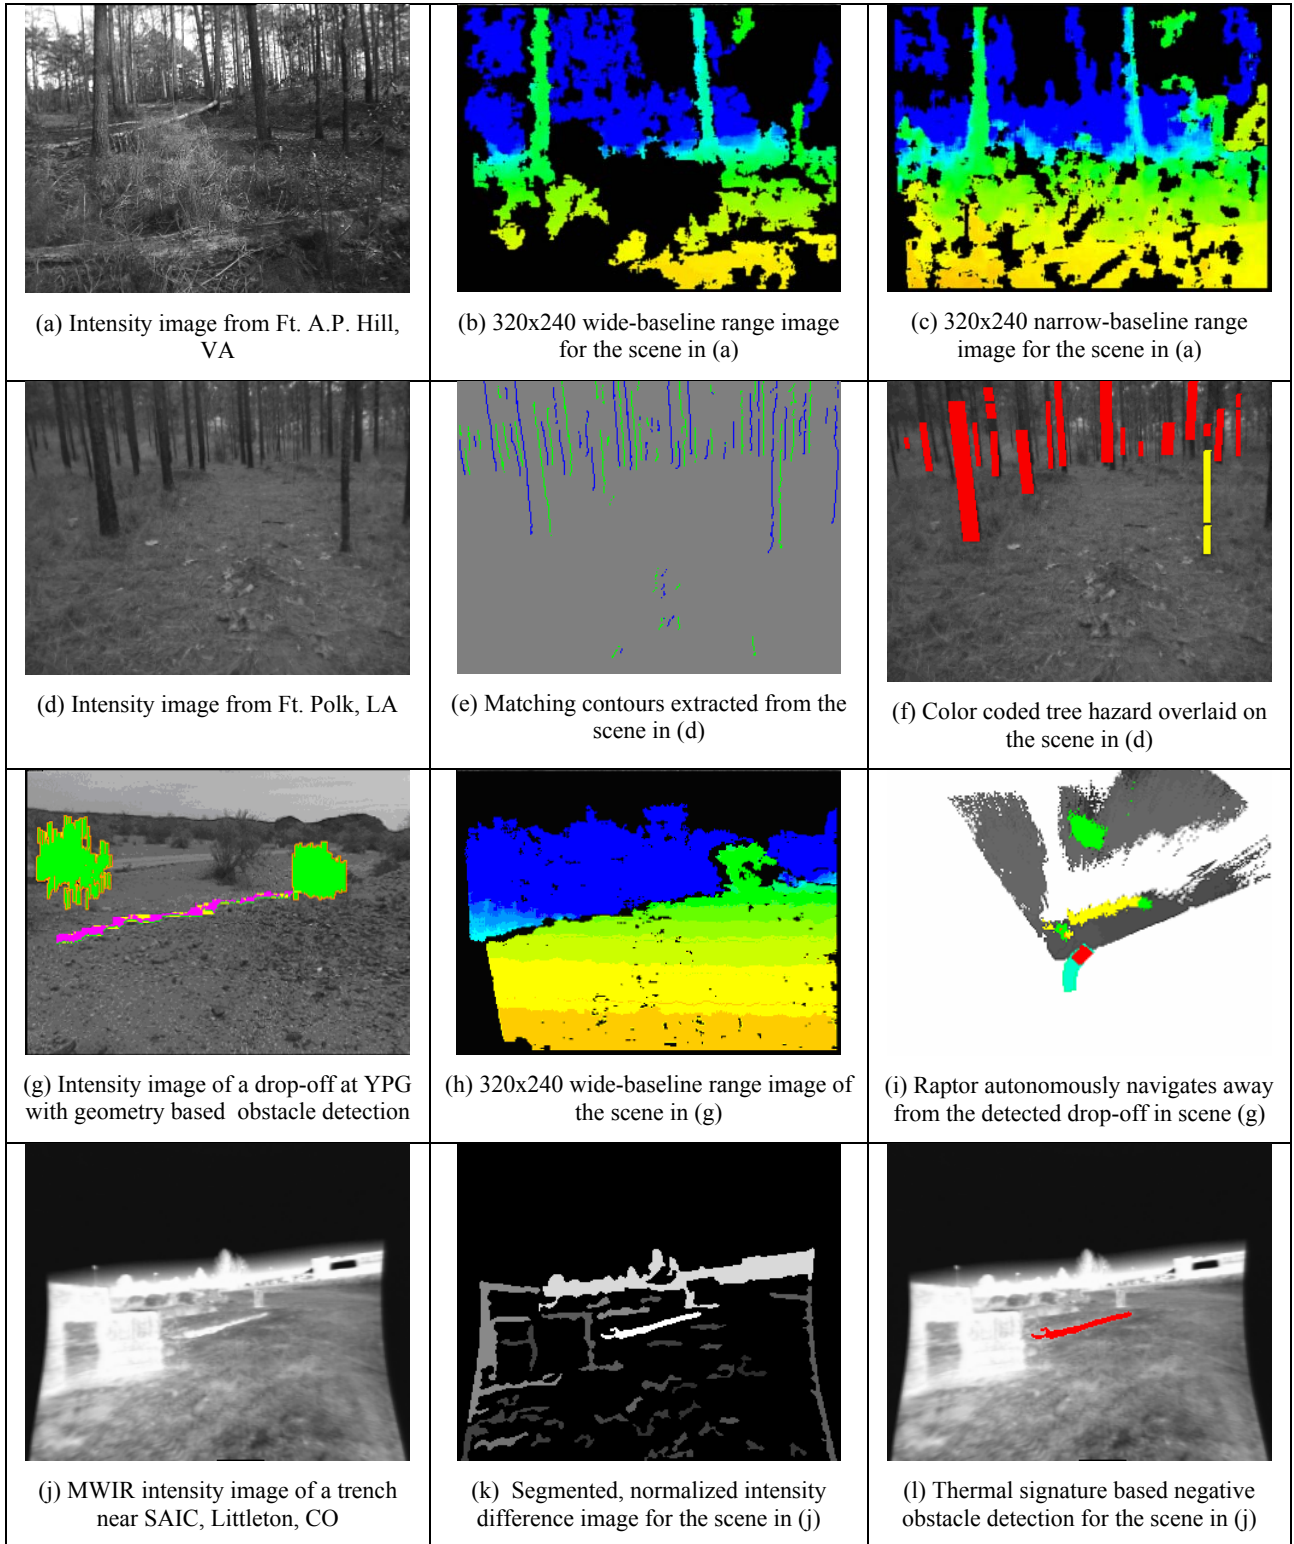 (a) Intensity image from Ft. A.P. Hill,
VA
(b) 320x240 wide-baseline range image
for the scene in (a)
(c) 320x240 narrow-baseline range
image for the scene in (a)
(d) Intensity image from Ft. Polk, LA
(e) Matching contours extracted from the
scene in (d)
(f) Color coded tree hazard overlaid on
the scene in (d)
(g) Intensity image of a drop-off at YPG
with geometry based obstacle detection
(h) 320x240 wide-baseline range image of
the scene in (g)
(i) Raptor autonomously navigates away
from the detected drop-off in scene (g)
(j) MWIR intensity image of a trench
near SAIC, Littleton, CO
(k) Segmented, normalized intensity
difference image for the scene in (j)
(l) Thermal signature based negative
obstacle detection for the scene in (j)